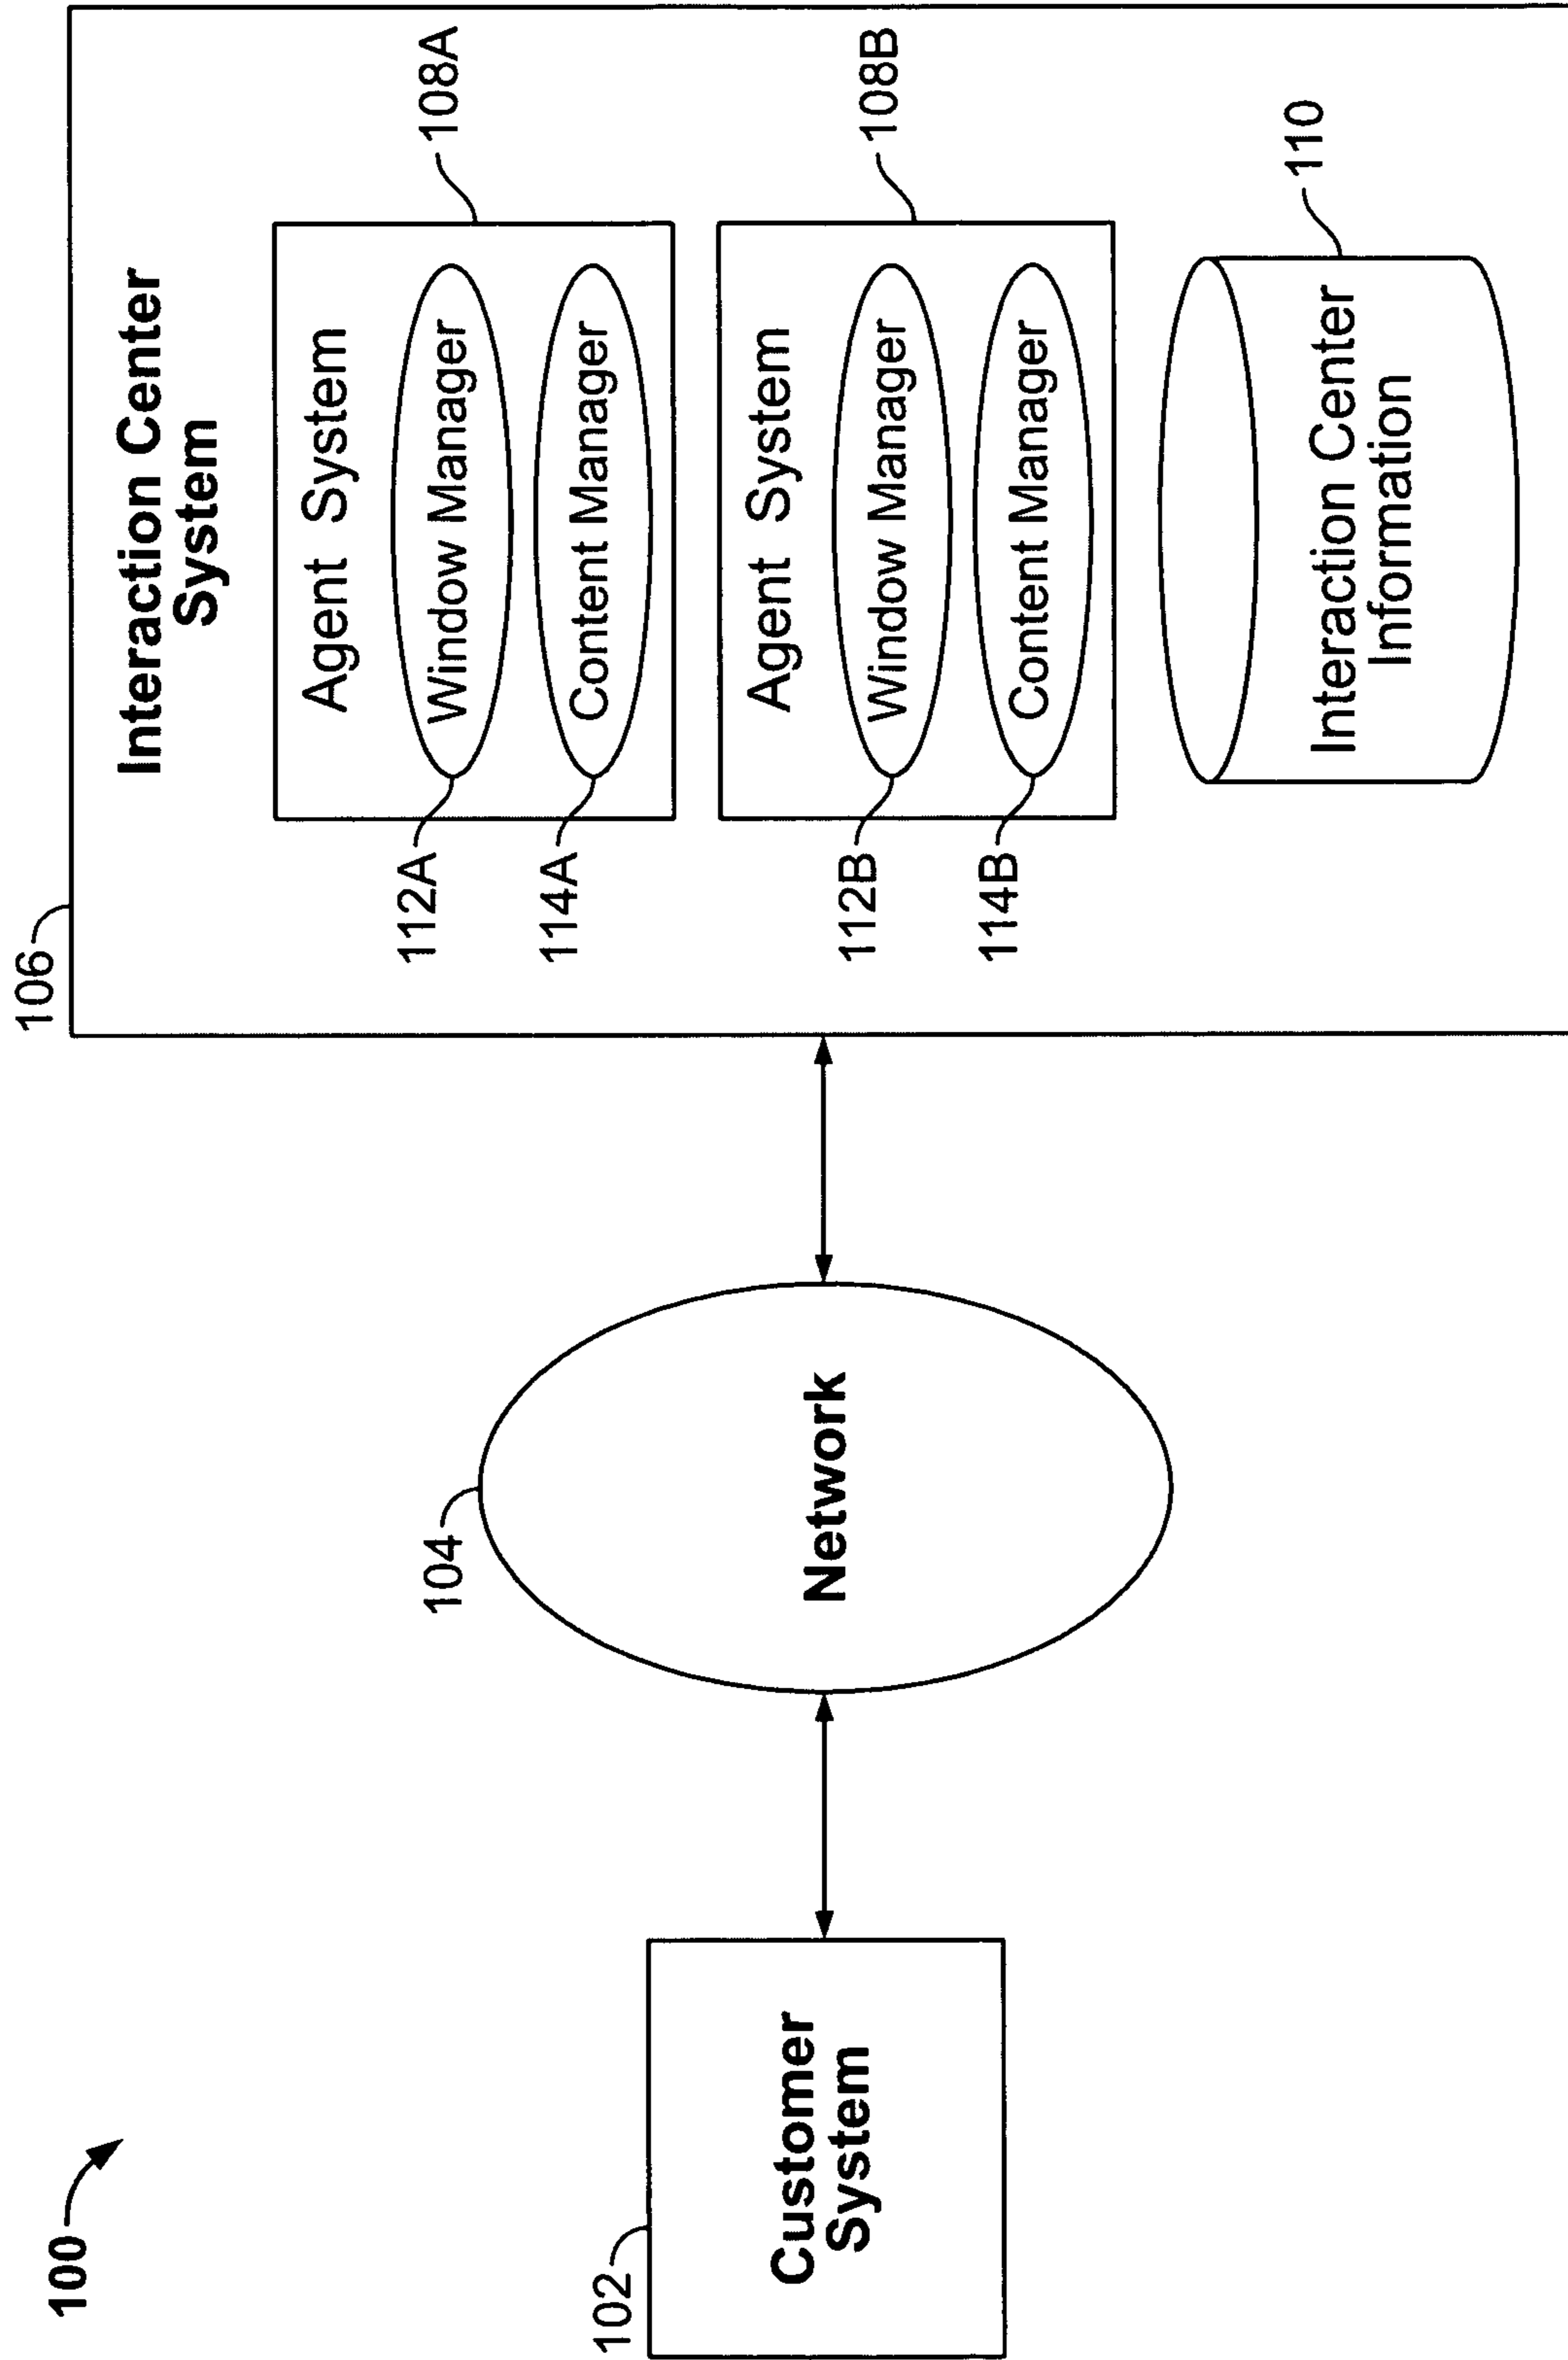 100
102
Customer
System
104
Network
106
Interaction Center
System
Agent System
108A
112A
Window Manager
114A
Content Manager
Agent System
108B
112B
Window Manager
114B
Content Manager
110
Interaction Center
Information